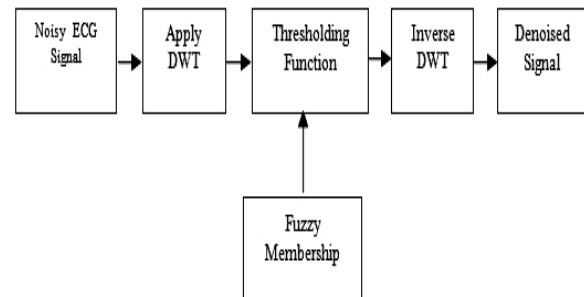 Noisy ECG
Signal
Apply
DWT
Thresholding
Function
Inverse
DWT
Denoised
Signal
Fuzzy
Membership